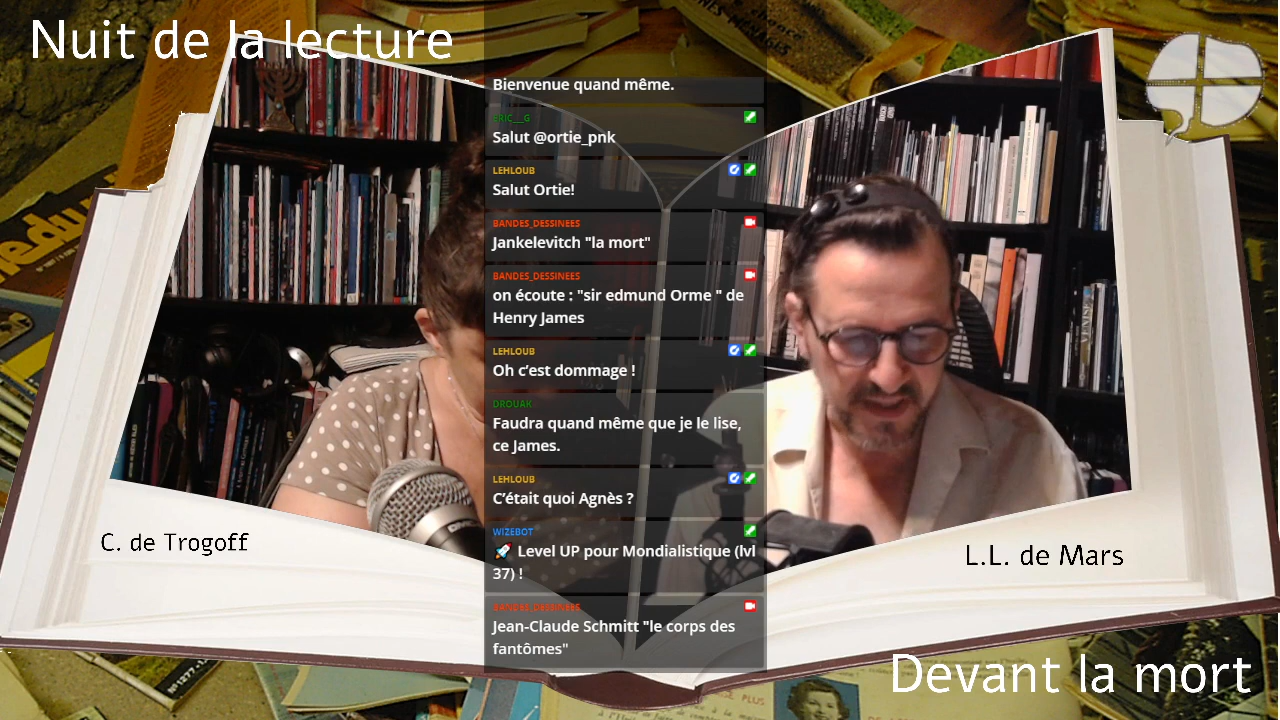 Nuit de la lecture
Bienvenue quand même.
ERIC__G
Salut @ortie_pnk
LEHLOUB
Salut Ortie!
BANDES_DESSINEES
Jankelevitch "la mort"
BANDES_DESSINEES
on écoute : "sir edmund Orme " de
Henry James
LEHLOUB
Oh c'est dommage !
DROUAK
Faudra quand même que je le lise,
ce James.
LEHLOUB
C'était quoi Agnès ?
WIZEBOT
🚀 Level UP pour Mondialistique (lvl
37) !
BANDES_DESSINEES
Jean-Claude Schmitt "le corps des
fantômes"
C. de Trogoff
L.L. de Mars
Devant la mort